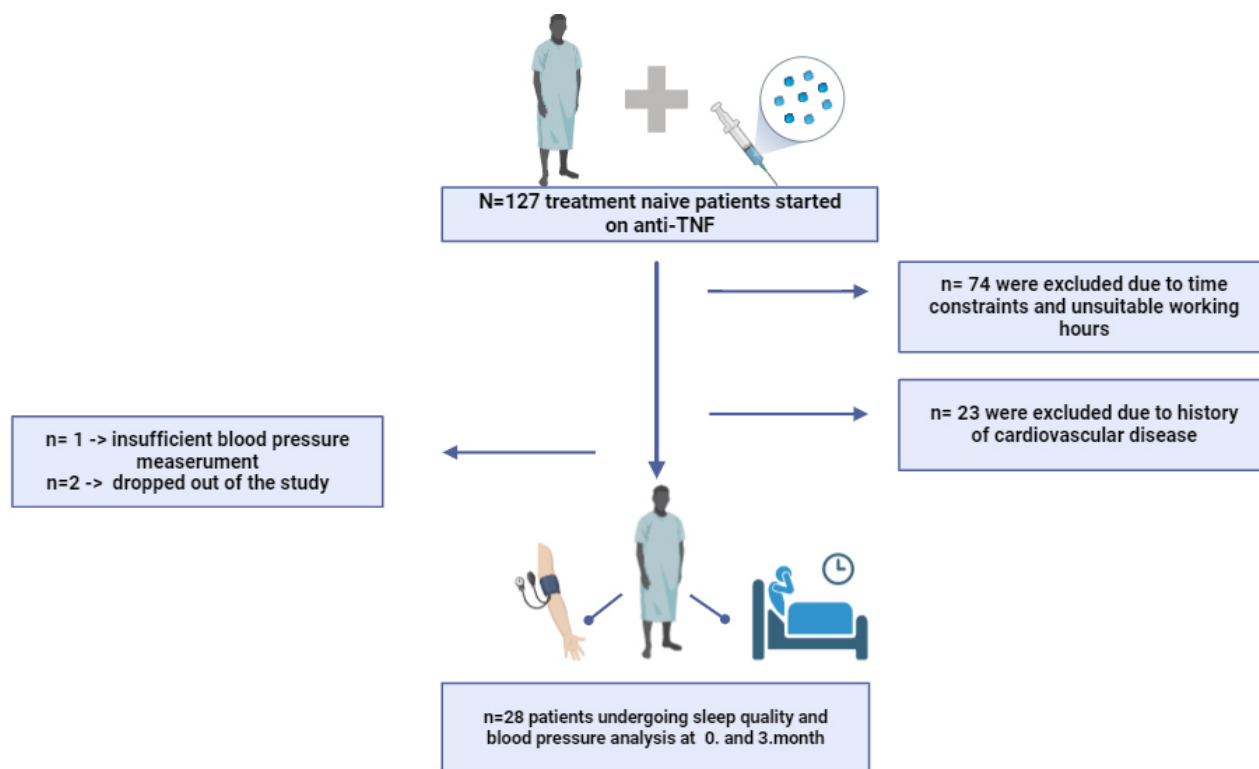 N=127 treatment naive patients started
on anti-TNF
n= 74 were excluded due to time
constraints and unsuitable working
hours
n= 23 were excluded due to history
of cardiovascular disease
n= 1 -> insufficient blood pressure
measerument
n=2 -> dropped out of the study
n=28 patients undergoing sleep quality and
blood pressure analysis at 0. and 3.month